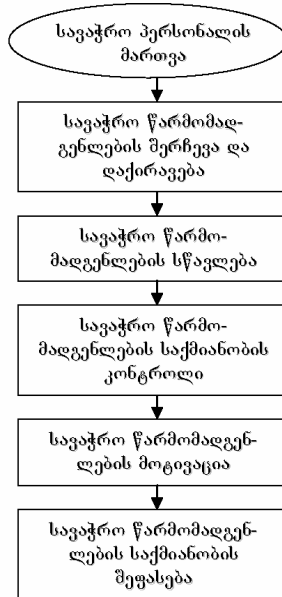 სავაჭრო პერსონალის
მართვა
სავაჭრო წარმომად-
გენლების შერჩევა და
დაქირავება
სავაჭრო წარმო-
მადგენლების სწავლება
სავაჭრო წარმო-
მადგენლების საქმიანობის
კონტროლი
სავაჭრო წარმომადგენ-
ლების მოტივაცია
სავაჭრო წარმომადგენ-
ლების საქმიანობის
შეფასება